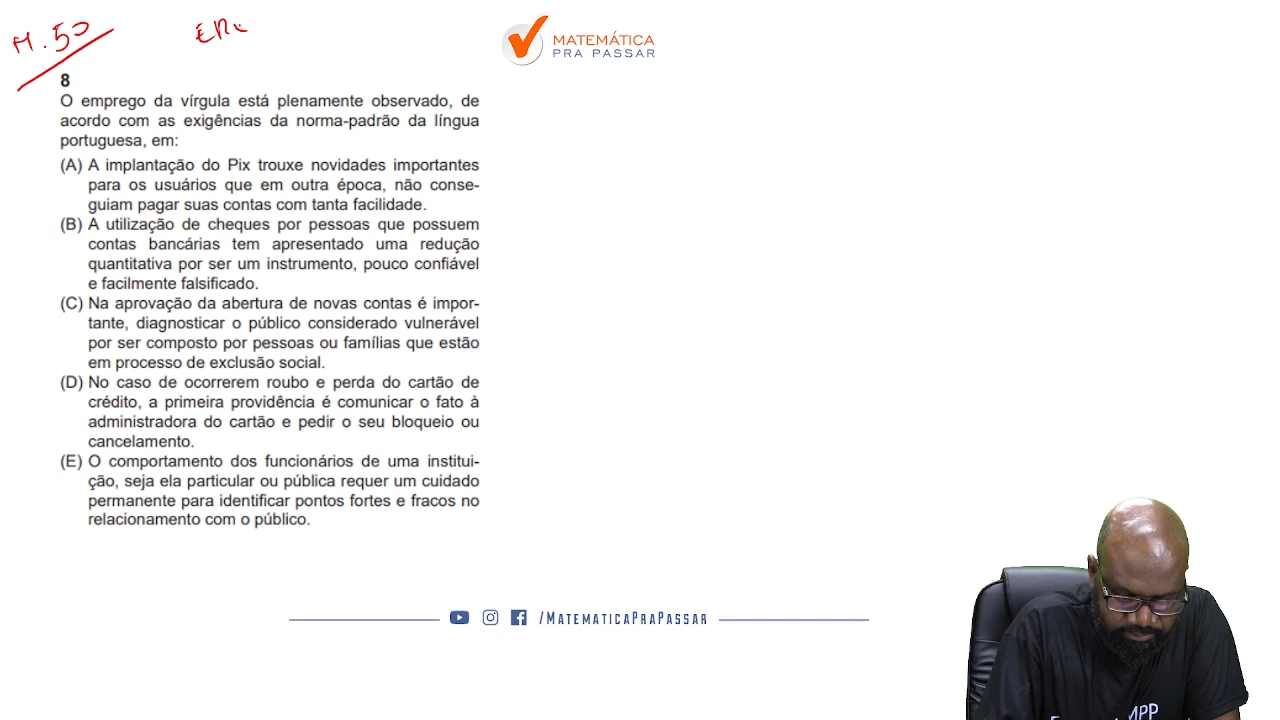 M.50
MATEMÁTICA
PRA PASSAR
8
O emprego da vírgula está plenamente observado, de
acordo com as exigências da norma-padrão da língua
portuguesa, em:
(A) A implantação do Pix trouxe novidades importantes
para os usuários que em outra época, não conse-
guiam pagar suas contas com tanta facilidade.
(B) A utilização de cheques por pessoas que possuem
contas bancárias tem apresentado uma redução
quantitativa por ser um instrumento, pouco confiável
e facilmente falsificado.
(C) Na aprovação da abertura de novas contas é impor-
tante, diagnosticar o público considerado vulnerável
por ser composto por pessoas ou famílias que estão
em processo de exclusão social.
(D) No caso de ocorrerem roubo e perda do cartão de
crédito, a primeira providência é comunicar o fato à
administradora do cartão e pedir o seu bloqueio ou
cancelamento.
(E) O comportamento dos funcionários de uma institui-
ção, seja ela particular ou pública requer um cuidado
permanente para identificar pontos fortes e fracos no
relacionamento com o público.
/MATEMATICAPRAPASSAR
MPP